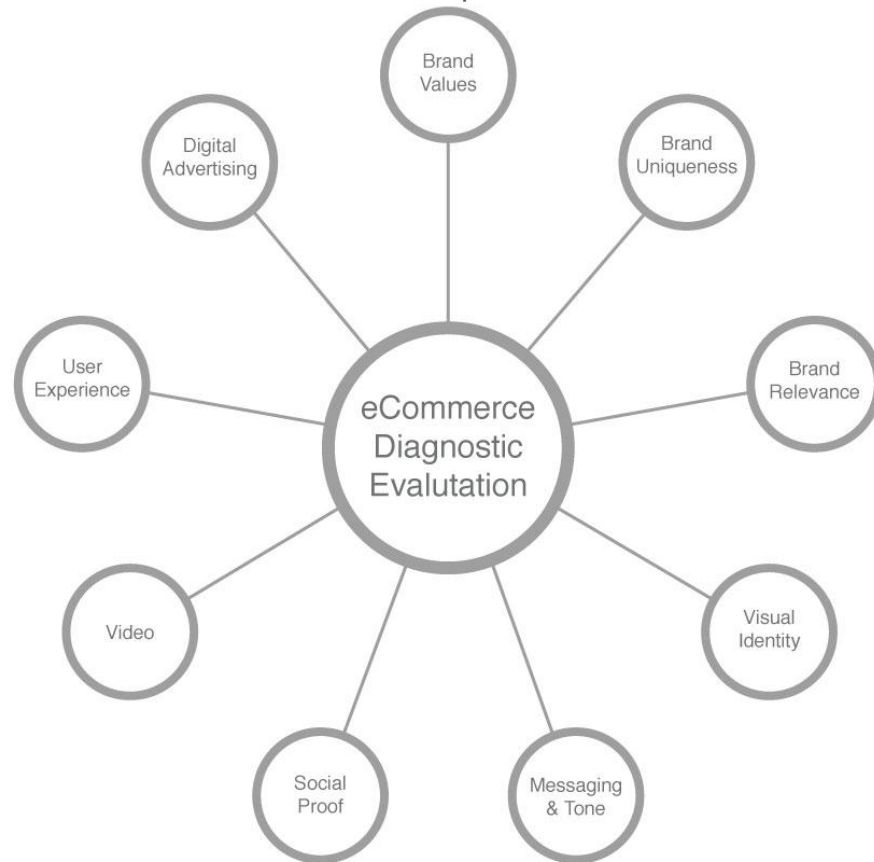 Brand
Values
Digital
Advertising
Brand
Uniqueness
User
Experience
Brand
Relevance
eCommerce
Diagnostic
Evalutation
Video
Visual
Identity
Social
Proof
Messaging
& Tone